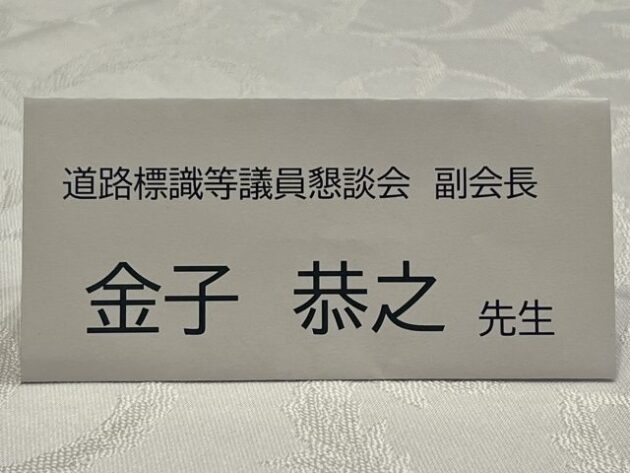 道路標識等議員懇談会 副会長
金子 恭之 先生